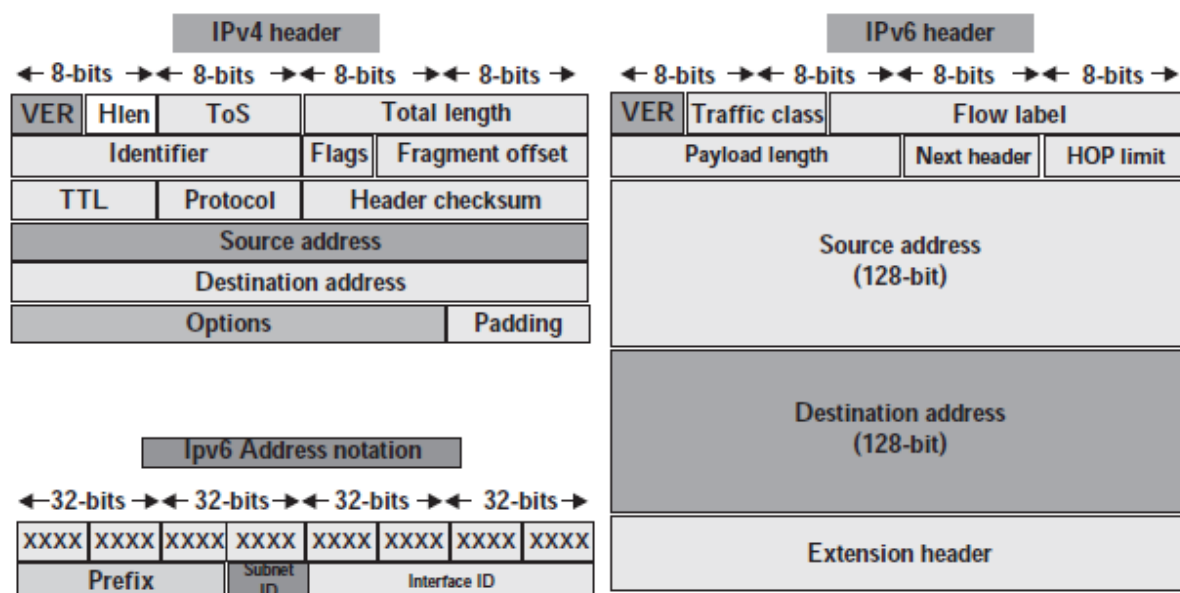 IPv4 header
8-bits 8-bits 8-bits 8-bits
VER Hlen ToS Total length
Identifier Flags Fragment offset
TTL Protocol Header checksum
Source address
Destination address
Options Padding
Ipv6 Address notation
32-bits 32-bits 32-bits 32-bits
XXXX XXXX XXXX XXXX XXXX XXXX XXXX XXXX
Prefix Subnet ID Interface ID
IPv6 header
8-bits 8-bits 8-bits 8-bits
VER Traffic class Flow label
Payload length Next header HOP limit
Source address
(128-bit)
Destination address
(128-bit)
Extension header